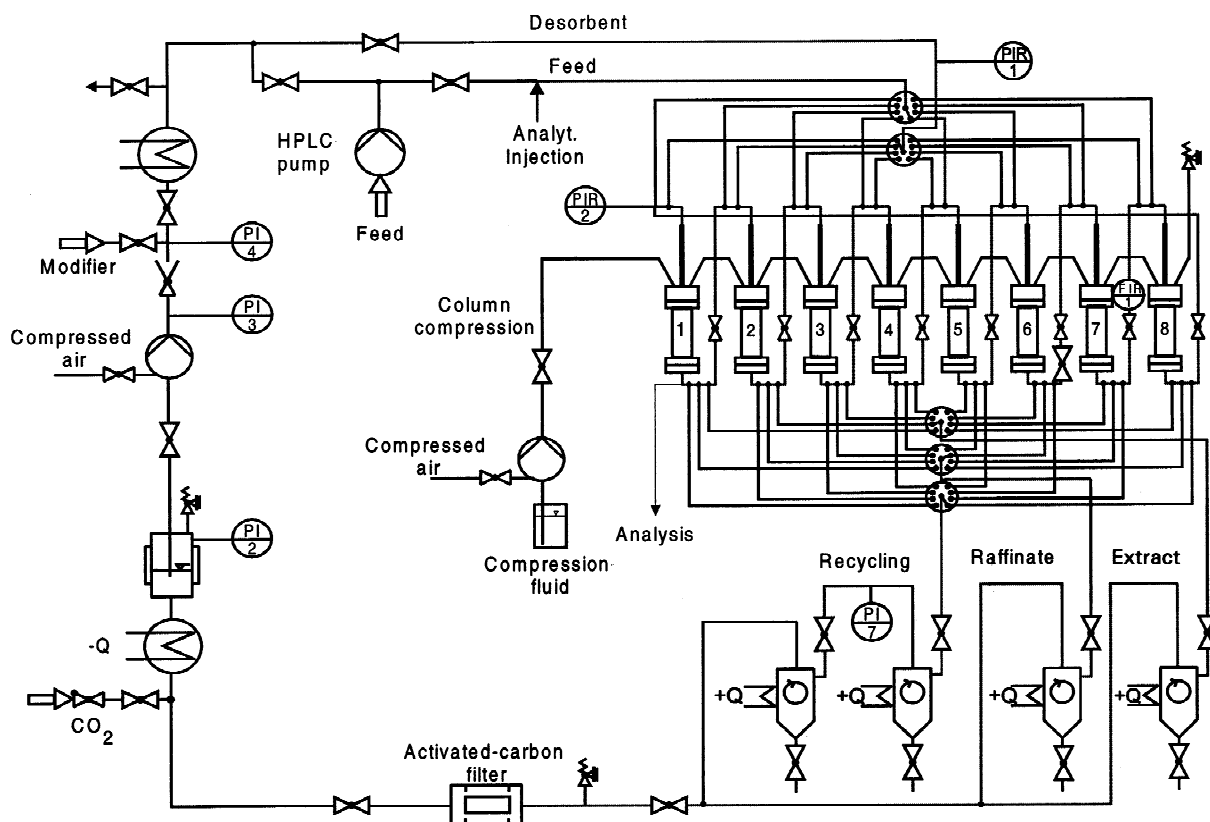 Desorbent
PIR
1
Feed
HPLC
pump
Analyt.
Injection
Feed
PIR
2
Modifier
PI
4
PI
3
Compressed
air
Column
compression
1
2
3
4
5
6
7
8
FIR
1
Compressed
air
Analysis
Compression
fluid
PI
2
-Q
CO2
Recycling
Raffinate
Extract
PI
7
+Q
+Q
+Q
+Q
Activated-carbon
filter